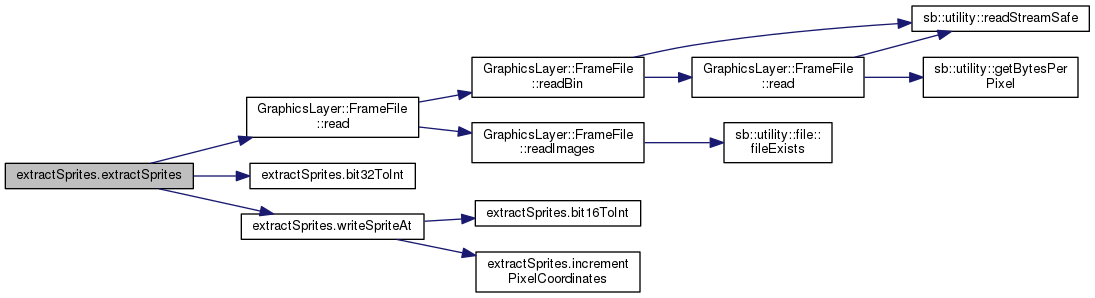 extractSprites.extractSprites
GraphicsLayer::FrameFile
::read
extractSprites.bit32ToInt
extractSprites.writeSpriteAt
GraphicsLayer::FrameFile
::readBin
GraphicsLayer::FrameFile
::readImages
extractSprites.bit16ToInt
extractSprites.increment
PixelCoordinates
GraphicsLayer::FrameFile
::read
sb::utility::file::
fileExists
sb::utility::readStreamSafe
sb::utility::getBytesPer
Pixel